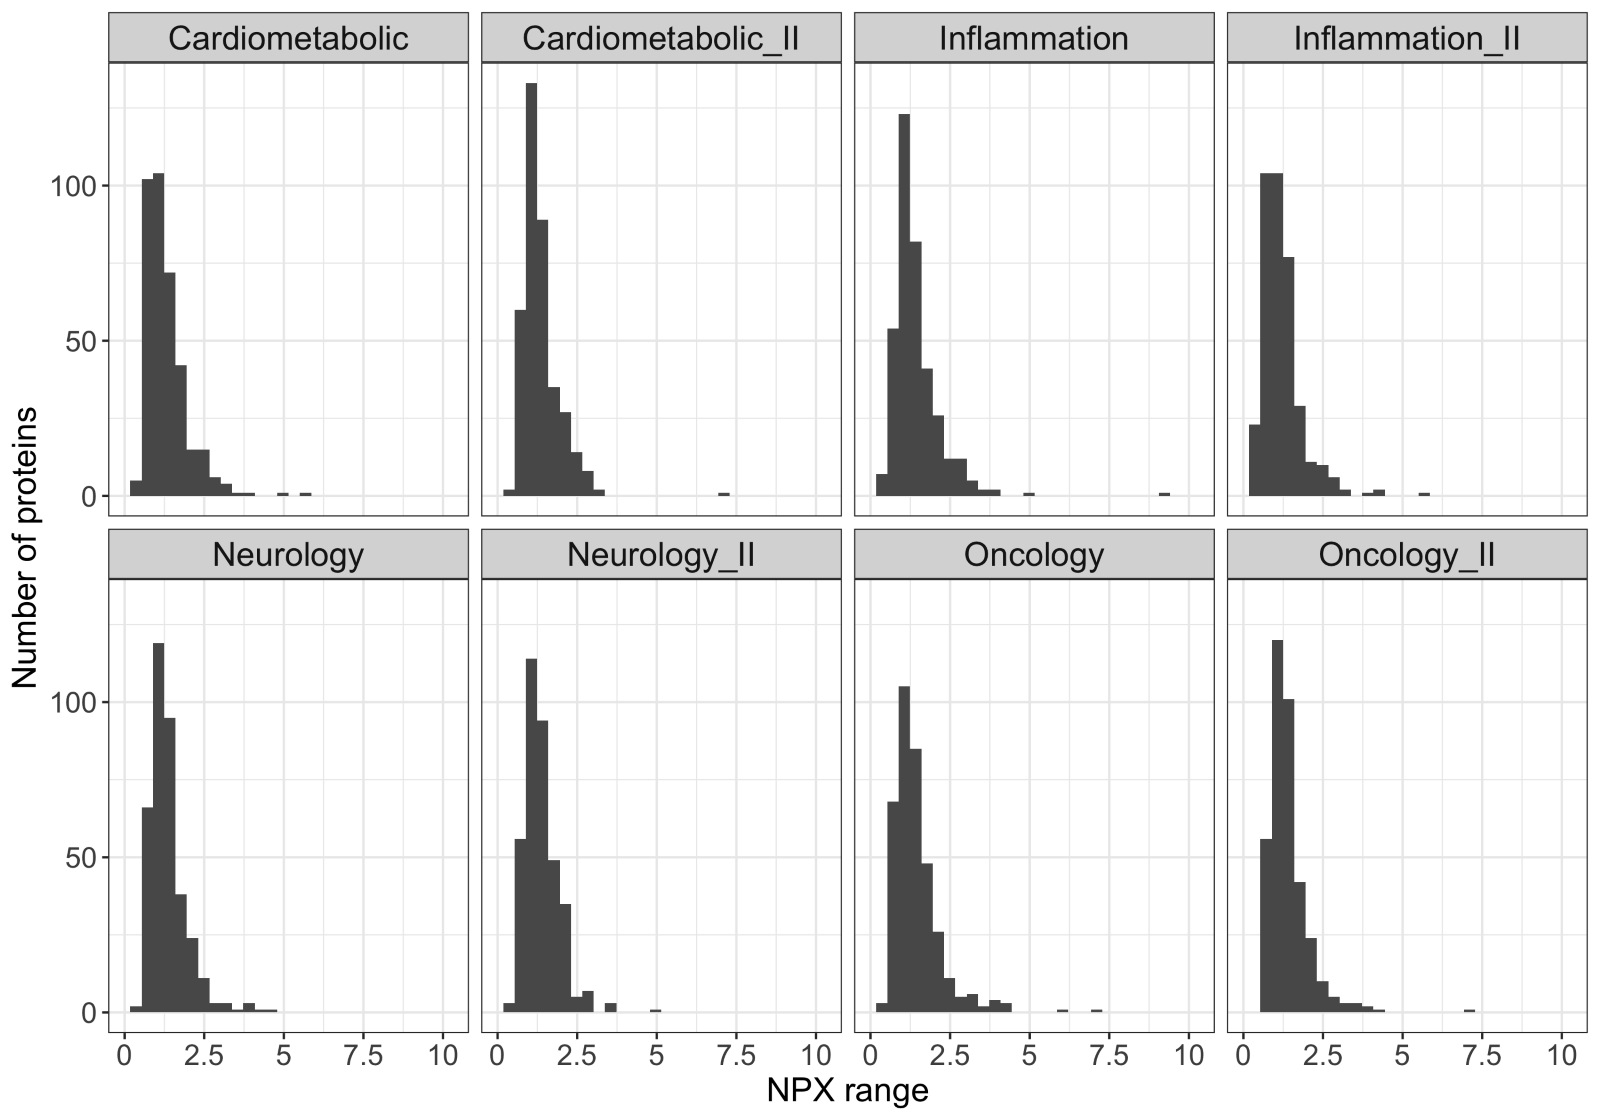 Cardiometabolic Cardiometabolic_II Inflammation Inflammation_II
100
50
0
Number of proteins
Neurology Neurology_II Oncology Oncology_II
100
50
0
0 2.5 5 7.5 10 0 2.5 5 7.5 10 0 2.5 5 7.5 10 0 2.5 5 7.5 10
NPX range